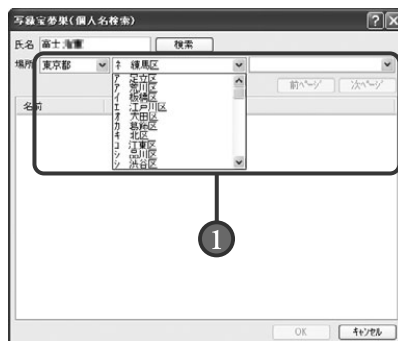 写録宝夢巣(個人名検索)
氏名 富士 海重 検索
場所 東京都 ネ 練馬区
前ページ 次ページ
ア 足立区
ア 荒川区
イ 板橋区
エ 江戸川区
オ 大田区
カ 葛飾区
キ 北区
コ 江東区
シ 品川区
シ 渋谷区
名前
1
OK キャンセル